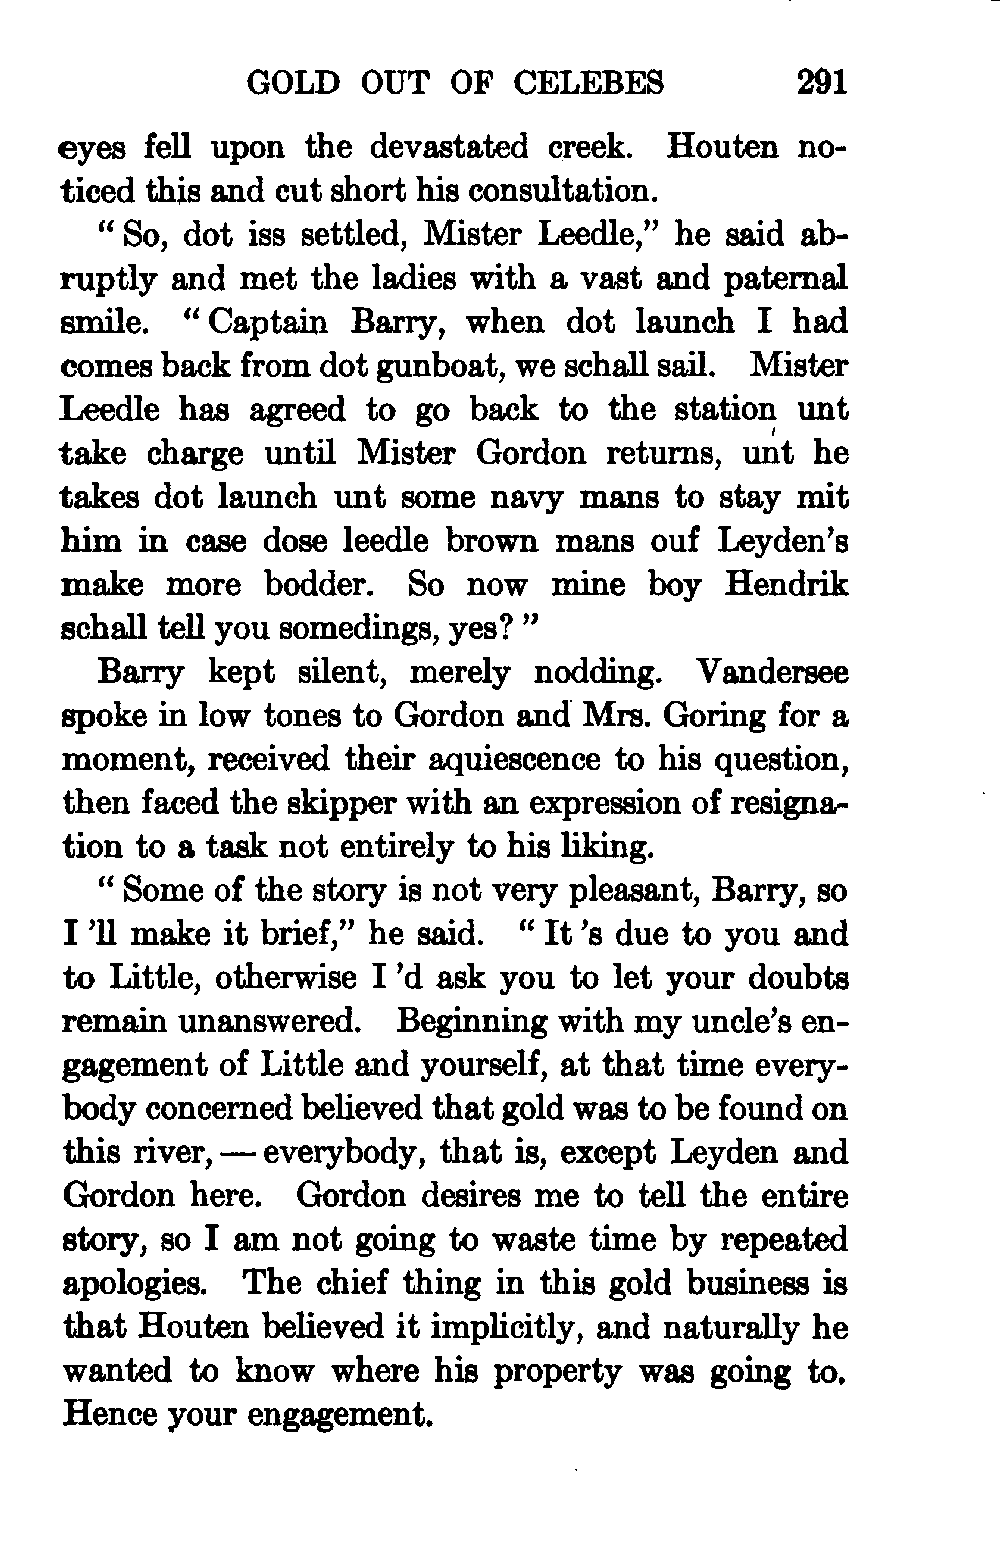 GOLD OUT OF CELEBES 291
eyes fell upon the devastated creek. Houten no-
ticed this and cut short his consultation.
“ So, dot iss settled, Mister Leedle,” he said ab-
ruptly and met the ladies with a vast and paternal
smile. “ Captain Barry, when dot launch I had
comes back from dot gunboat, we schall sail. Mister
Leedle has agreed to go back to the station unt
take charge until Mister Gordon returns, unt he
takes dot launch unt some navy mans to stay mit
him in case dose leedle brown mans ouf Leyden’s
make more bodder. So now mine boy Hendrik
schall tell you somedings, yes? ”
Barry kept silent, merely nodding. Vandersee
spoke in low tones to Gordon and Mrs. Goring for a
moment, received their aquiescence to his question,
then faced the skipper with an expression of resigna-
tion to a task not entirely to his liking.
“ Some of the story is not very pleasant, Barry, so
I ’ll make it brief,” he said. “ It ’s due to you and
to Little, otherwise I ’d ask you to let your doubts
remain unanswered. Beginning with my uncle’s en-
gagement of Little and yourself, at that time every-
body concerned believed that gold was to be found on
this river, — everybody, that is, except Leyden and
Gordon here. Gordon desires me to tell the entire
story, so I am not going to waste time by repeated
apologies. The chief thing in this gold business is
that Houten believed it implicitly, and naturally he
wanted to know where his property was going to.
Hence your engagement.